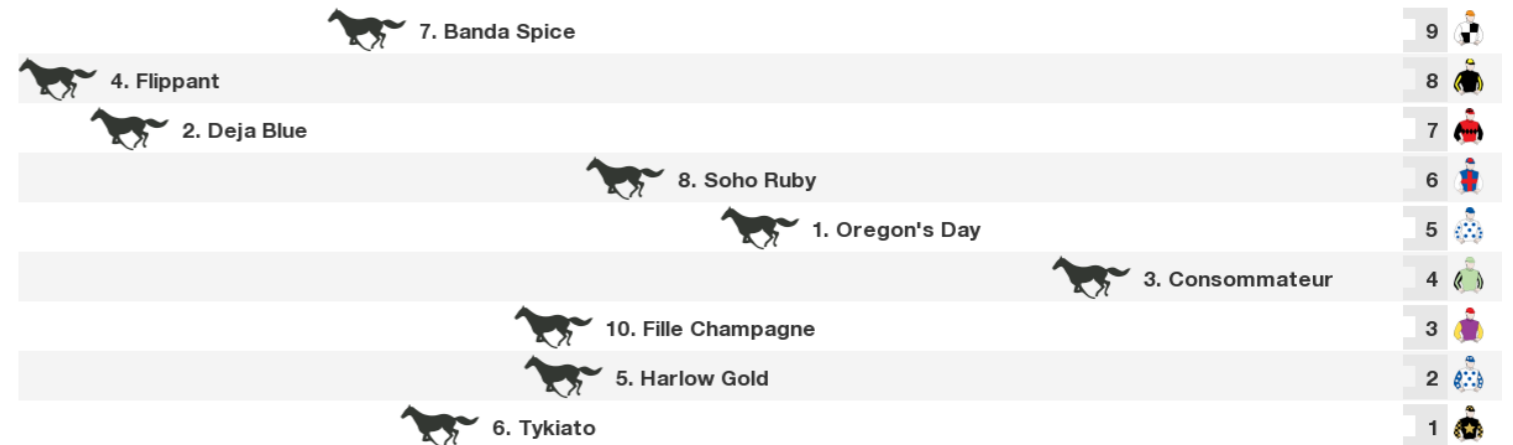 7. Banda Spice 9
4. Flippant 8
2. Deja Blue 7
8. Soho Ruby 6
1. Oregon's Day 5
3. Consommateur 4
10. Fille Champagne 3
5. Harlow Gold 2
6. Tykiato 1